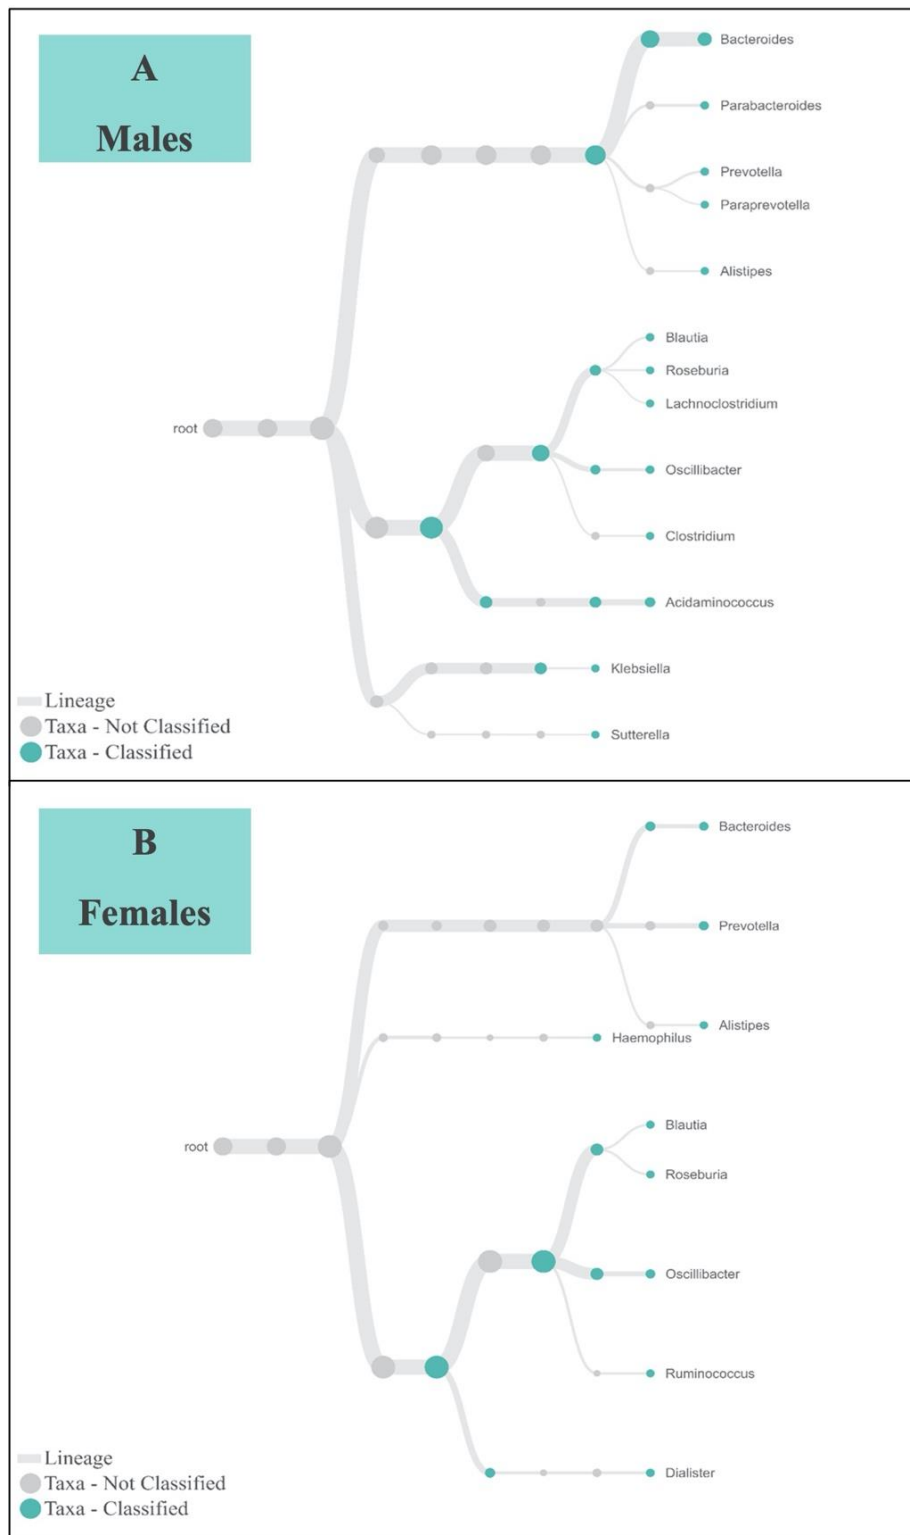 A
Males
Bacteroides
Parabacteroides
Prevotella
Paraprevotella
Alistipes
Blautia
Roseburia
Lachnoclostridium
root
Oscillibacter
Clostridium
Acidaminococcus
Klebsiella
Sutterella
Lineage
Taxa - Not Classified
Taxa - Classified
B
Females
Bacteroides
Prevotella
Alistipes
Haemophilus
Blautia
root
Roseburia
Oscillibacter
Ruminococcus
Dialister
Lineage
Taxa - Not Classified
Taxa - Classified